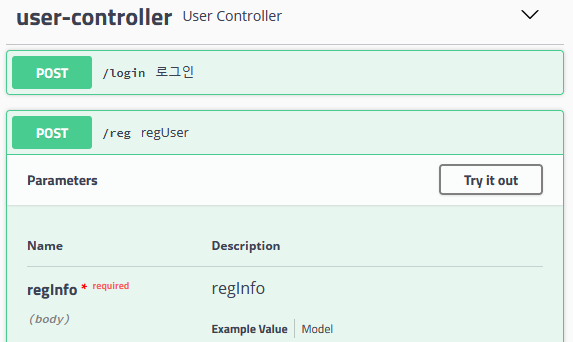 user-controller User Controller
POST /login 로그인
POST /reg regUser
Parameters Try it out
Name Description
regInfo * required regInfo
(body)
Example Value Model